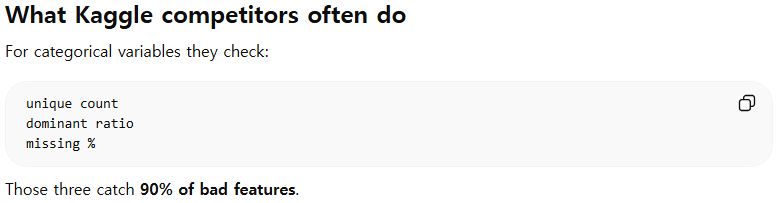 What Kaggle competitors often do
For categorical variables they check:
unique count
dominant ratio
missing %
Those three catch 90% of bad features.